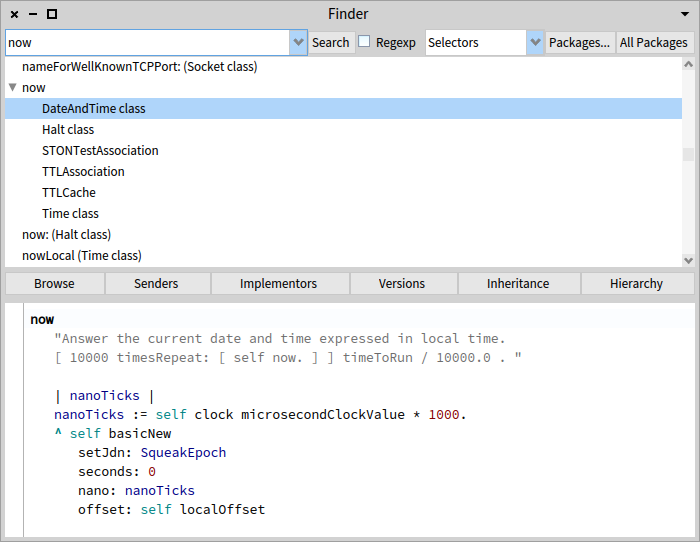 Finder
now
Search
Regexp
Selectors
Packages...
All Packages
nameForWellKnownTCPPort: (Socket class)
now
DateAndTime class
Halt class
STONTestAssociation
TTLAssociation
TTLCache
Time class
now: (Halt class)
nowLocal (Time class)
Browse
Senders
Implementors
Versions
Inheritance
Hierarchy
now
"Answer the current date and time expressed in local time.
[ 10000 timesRepeat: [ self now. ] ] timeToRun / 10000.0 . "
| nanoTicks |
nanoTicks := self clock microsecondClockValue * 1000.
^ self basicNew
setJdn: SqueakEpoch
seconds: 0
nano: nanoTicks
offset: self localOffset